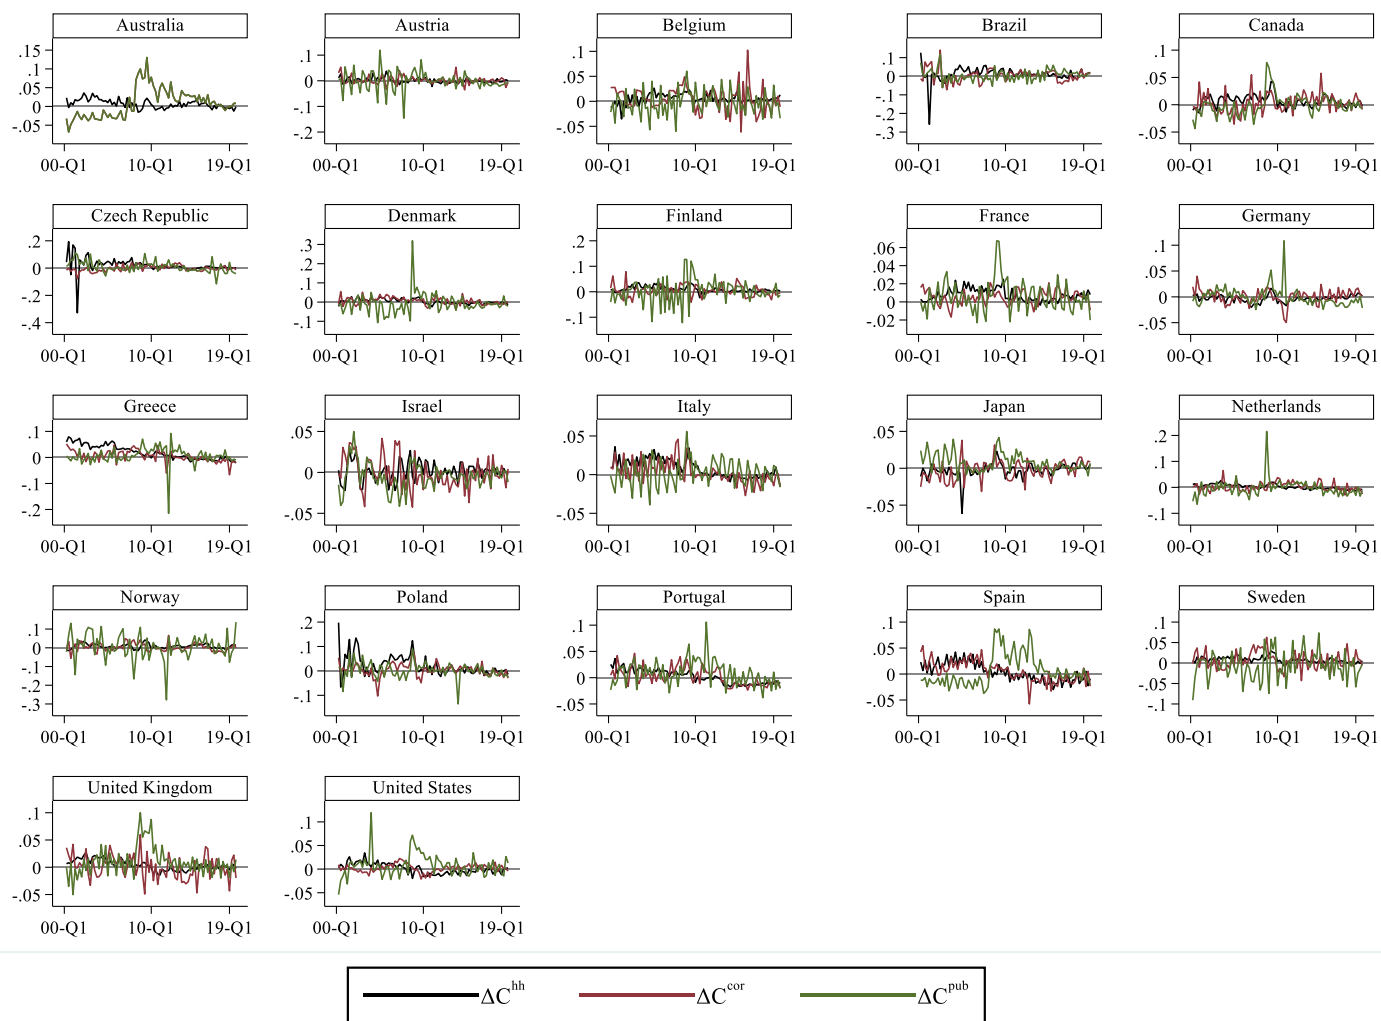 Australia
.15
.1
.05
0
-.05
00-Q1 10-Q1 19-Q1
Austria
.1
0
-.1
-.2
00-Q1 10-Q1 19-Q1
Belgium
.1
.05
0
-.05
00-Q1 10-Q1 19-Q1
Brazil
.1
0
-.1
-.2
-.3
00-Q1 10-Q1 19-Q1
Canada
.1
.05
0
-.05
00-Q1 10-Q1 19-Q1
Czech Republic
.2
0
-.2
-.4
00-Q1 10-Q1 19-Q1
Denmark
.3
.2
.1
0
-.1
00-Q1 10-Q1 19-Q1
Finland
.2
.1
0
-.1
00-Q1 10-Q1 19-Q1
France
.06
.04
.02
0
-.02
00-Q1 10-Q1 19-Q1
Germany
.1
.05
0
-.05
00-Q1 10-Q1 19-Q1
Greece
.1
0
-.1
-.2
00-Q1 10-Q1 19-Q1
Israel
.05
0
-.05
00-Q1 10-Q1 19-Q1
Italy
.05
0
-.05
00-Q1 10-Q1 19-Q1
Japan
.05
0
-.05
00-Q1 10-Q1 19-Q1
Netherlands
.2
.1
0
-.1
00-Q1 10-Q1 19-Q1
Norway
.1
0
-.1
-.2
-.3
00-Q1 10-Q1 19-Q1
Poland
.2
.1
0
-.1
00-Q1 10-Q1 19-Q1
Portugal
.1
.05
0
-.05
00-Q1 10-Q1 19-Q1
Spain
.1
.05
0
-.05
00-Q1 10-Q1 19-Q1
Sweden
.1
.05
0
-.05
-.1
00-Q1 10-Q1 19-Q1
United Kingdom
.1
.05
0
-.05
00-Q1 10-Q1 19-Q1
United States
.1
.05
0
-.05
00-Q1 10-Q1 19-Q1
ΔC^hh ΔC^cor ΔC^pub